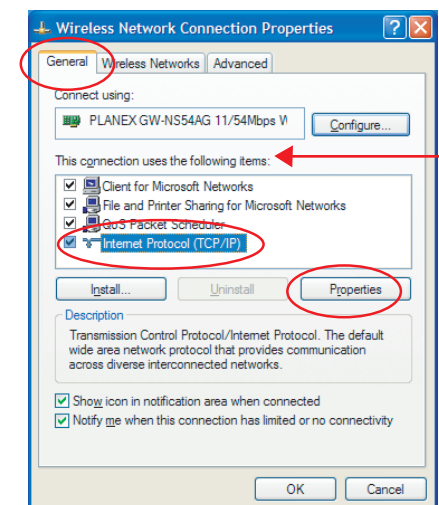 Wireless Network Connection Properties
General Wireless Networks Advanced
Connect using:
PLANEX GW-NS54AG 11/54Mbps W
Configure...
This connection uses the following items:
Client for Microsoft Networks
File and Printer Sharing for Microsoft Networks
QoS Packet Scheduler
Internet Protocol (TCP/IP)
Install... Uninstall Properties
Description
Transmission Control Protocol/Internet Protocol. The default
wide area network protocol that provides communication
across diverse interconnected networks.
Show icon in notification area when connected
Notify me when this connection has limited or no connectivity
OK Cancel